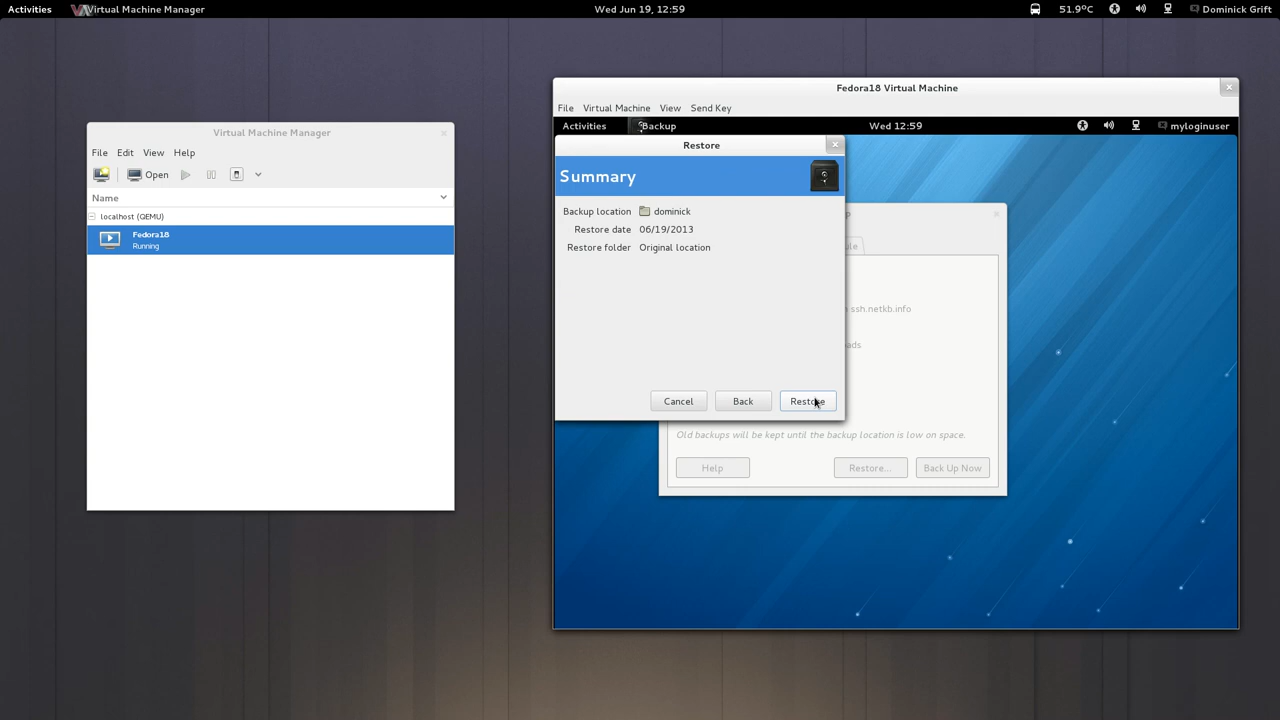 Activities Virtual Machine Manager Wed Jun 19, 12:59 51.9°C Dominick Grift
Virtual Machine Manager
File Edit View Help
Open
Name
localhost (QEMU)
Fedora18
Running
Fedora18 Virtual Machine
File Virtual Machine View Send Key
Activities Backup Wed 12:59 myloginuser
Restore
Summary
Backup location dominick
Restore date 06/19/2013
Restore folder Original location
Cancel Back Restore
ssh.netkb.info
Old backups will be kept until the backup location is low on space.
Help Restore... Back Up Now